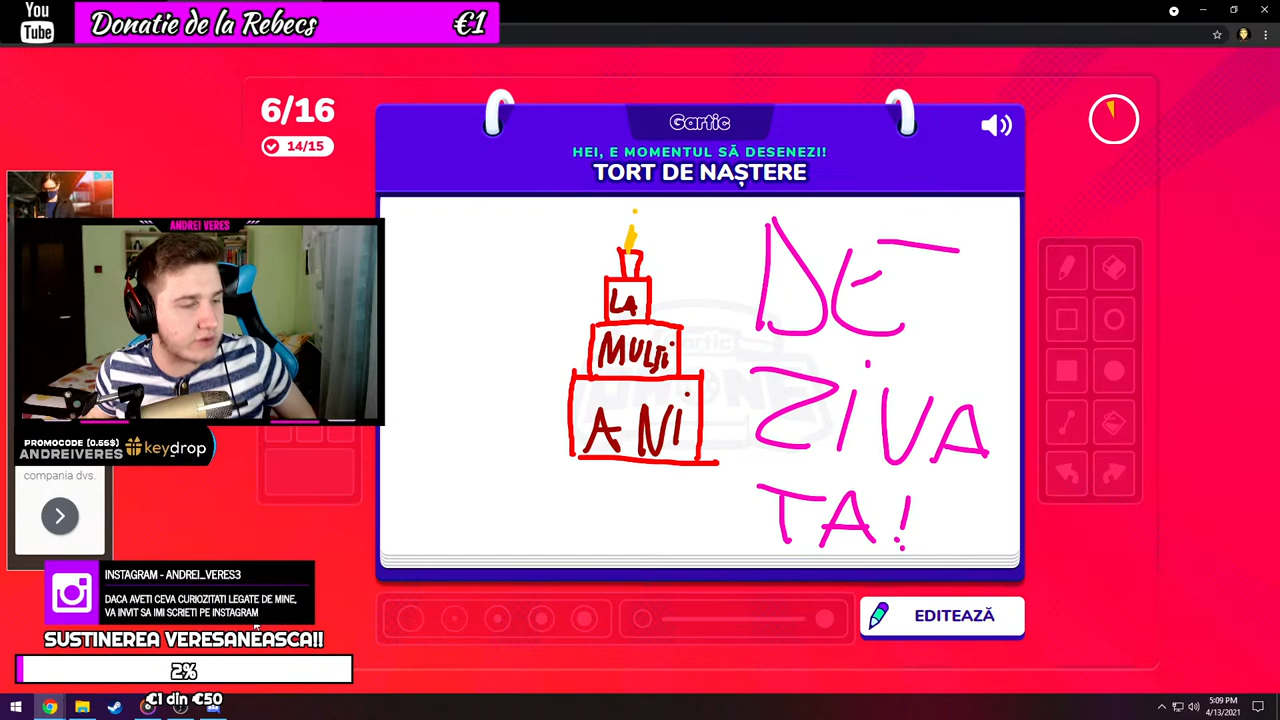 You
Tube
Donatie de la Rebecs €1
6/16
14/15
Gartic
HEI, E MOMENTUL SĂ DESENEZI!
TORT DE NAȘTERE
ANDREI VERES
LA
MULȚI
ANI
DE
ZIVA
TA!
PROMOCODE (0.55$)
ANDREIVERES
keydrop
compania dvs.
INSTAGRAM - ANDREI_VERES3
DACA AVETI CEVA CURIOZITATI LEGATE DE MINE,
VA INVIT SA IMI SCRIETI PE INSTAGRAM
EDITEAZĂ
SUSTINEREA VERESANEASCA!!
2%
€1 din €50
5:09 PM
4/13/2021